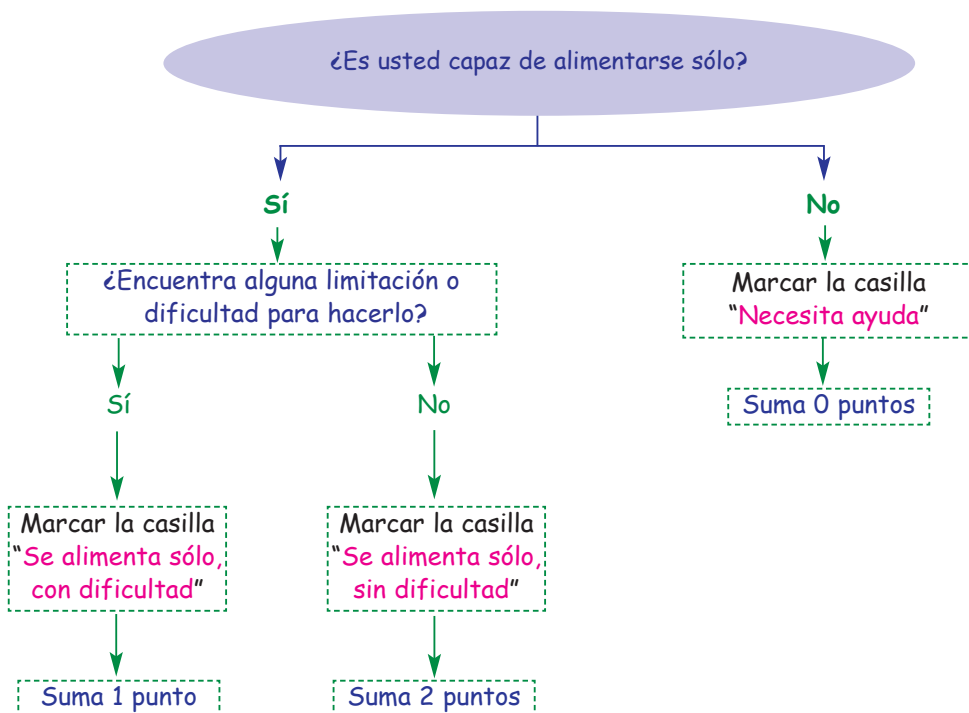 ¿Es usted capaz de alimentarse sólo?
Sí
No
¿Encuentra alguna limitación o
dificultad para hacerlo?
Marcar la casilla
“Necesita ayuda”
Sí
No
Suma 0 puntos
Marcar la casilla
“Se alimenta sólo,
con dificultad”
Marcar la casilla
“Se alimenta sólo,
sin dificultad”
Suma 1 punto
Suma 2 puntos